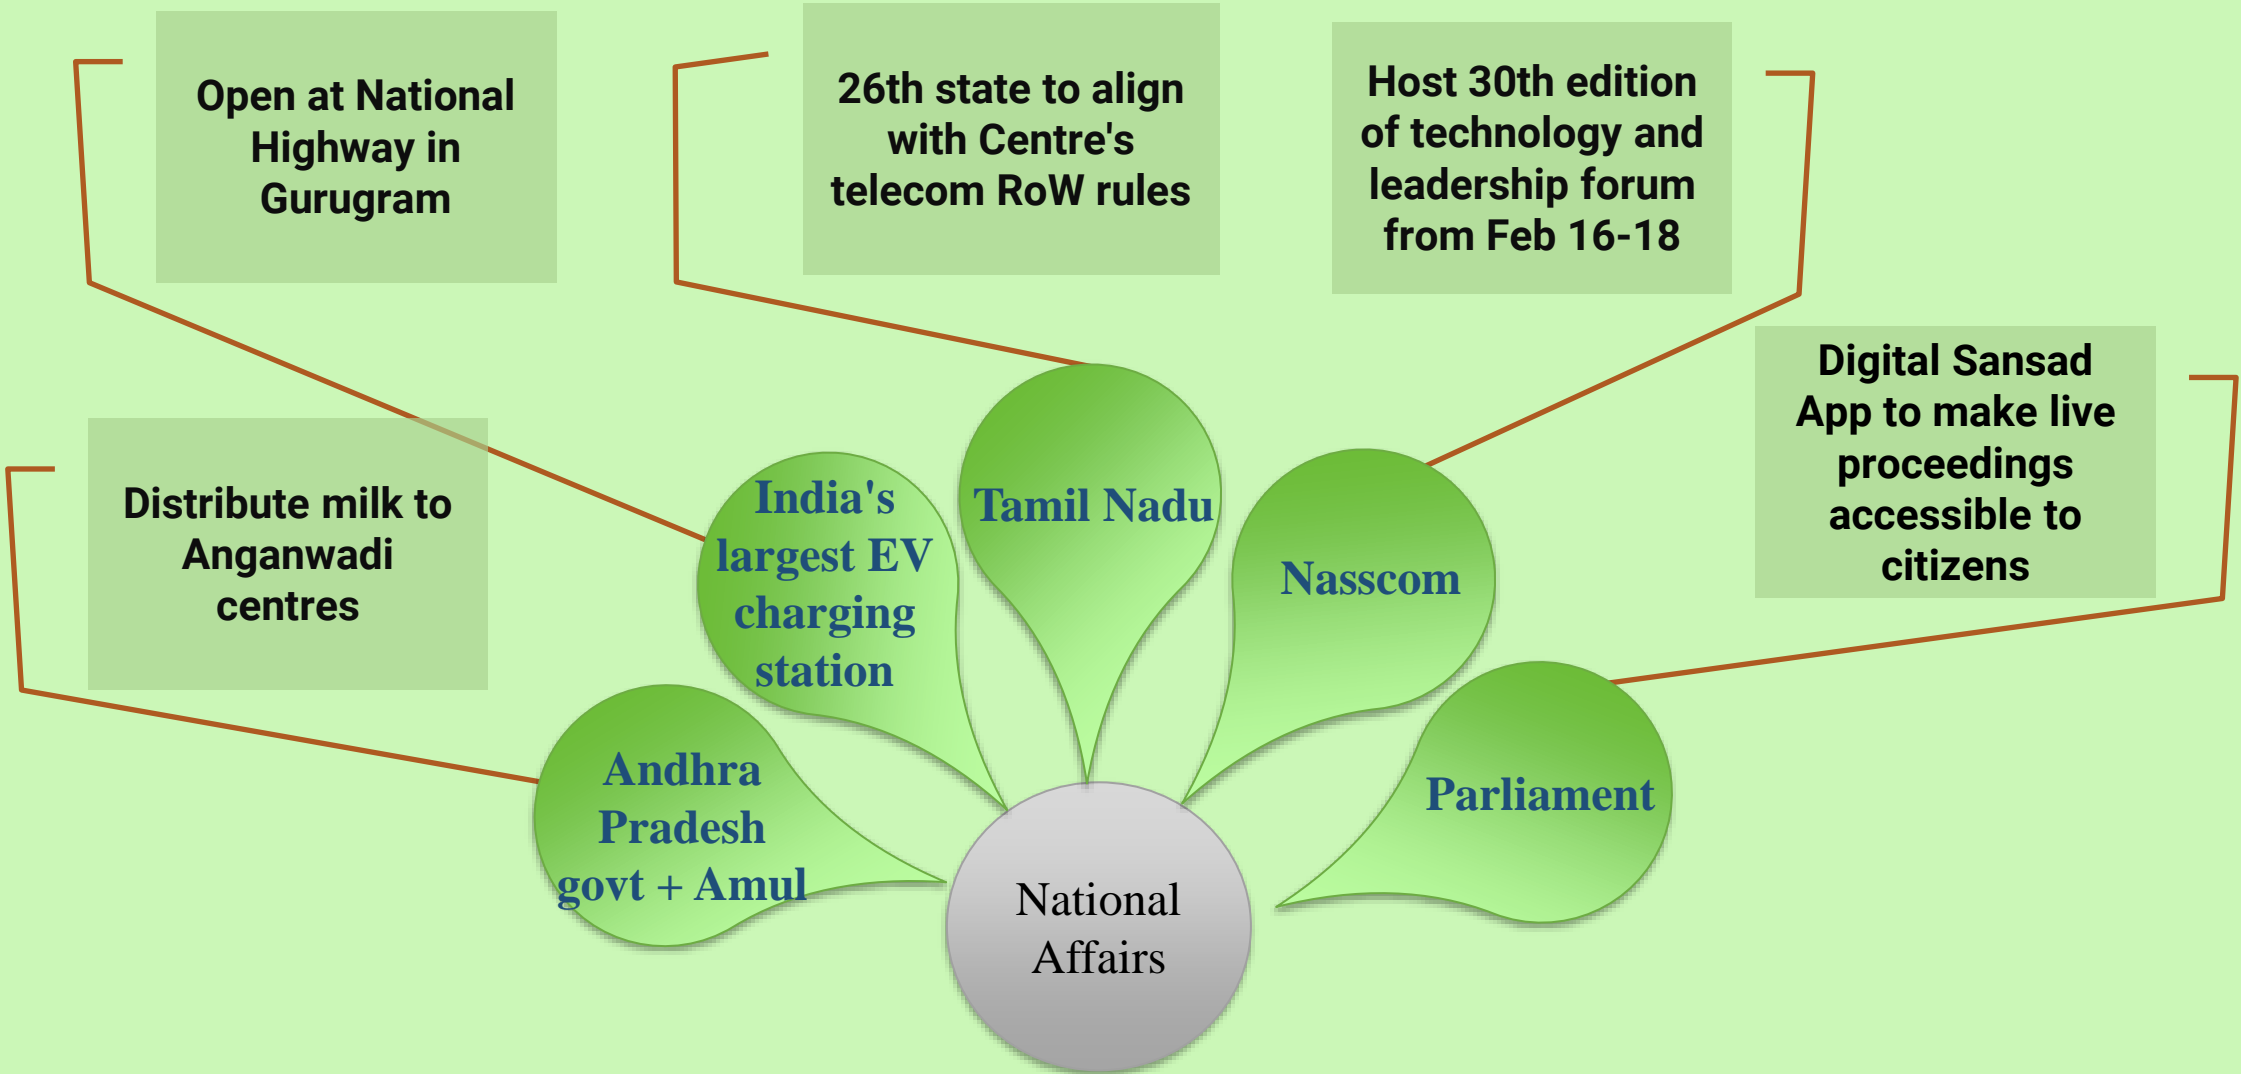 Open at National
Highway in
Gurugram
26th state to align
with Centre's
telecom RoW rules
Host 30th edition
of technology and
leadership forum
from Feb 16-18
Digital Sansad
App to make live
proceedings
accessible to
citizens
Distribute milk to
Anganwadi
centres
India's
largest EV
charging
station
Tamil Nadu
Nasscom
Andhra
Pradesh
govt + Amul
Parliament
National
Affairs